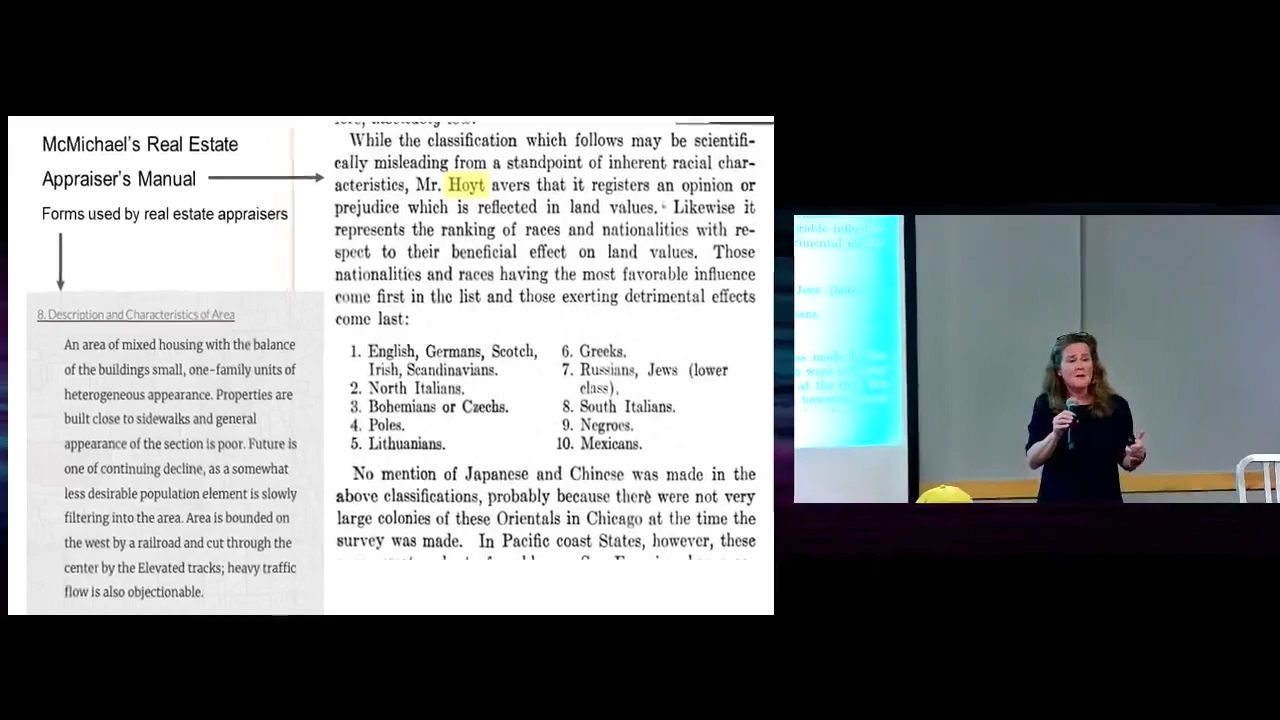 McMichael's Real Estate
Appraiser's Manual
Forms used by real estate appraisers
8. Description and Characteristics of Area
An area of mixed housing with the balance
of the buildings small, one-family units of
heterogeneous appearance. Properties are
built close to sidewalks and general
appearance of the section is poor. Future is
one of continuing decline, as a somewhat
less desirable population element is slowly
filtering into the area. Area is bounded on
the west by a railroad and cut through the
center by the Elevated tracks; heavy traffic
flow is also objectionable.
While the classification which follows may be scientifi-
cally misleading from a standpoint of inherent racial char-
acteristics, Mr. Hoyt avers that it registers an opinion or
prejudice which is reflected in land values. Likewise it
represents the ranking of races and nationalities with re-
spect to their beneficial effect on land values. Those
nationalities and races having the most favorable influence
come first in the list and those exerting detrimental effects
come last:
1. English, Germans, Scotch,
Irish, Scandinavians.
2. North Italians.
3. Bohemians or Czechs.
4. Poles.
5. Lithuanians.
6. Greeks.
7. Russians, Jews (lower
class).
8. South Italians.
9. Negroes.
10. Mexicans.
No mention of Japanese and Chinese was made in the
above classifications, probably because there were not very
large colonies of these Orientals in Chicago at the time the
survey was made. In Pacific coast States, however, these